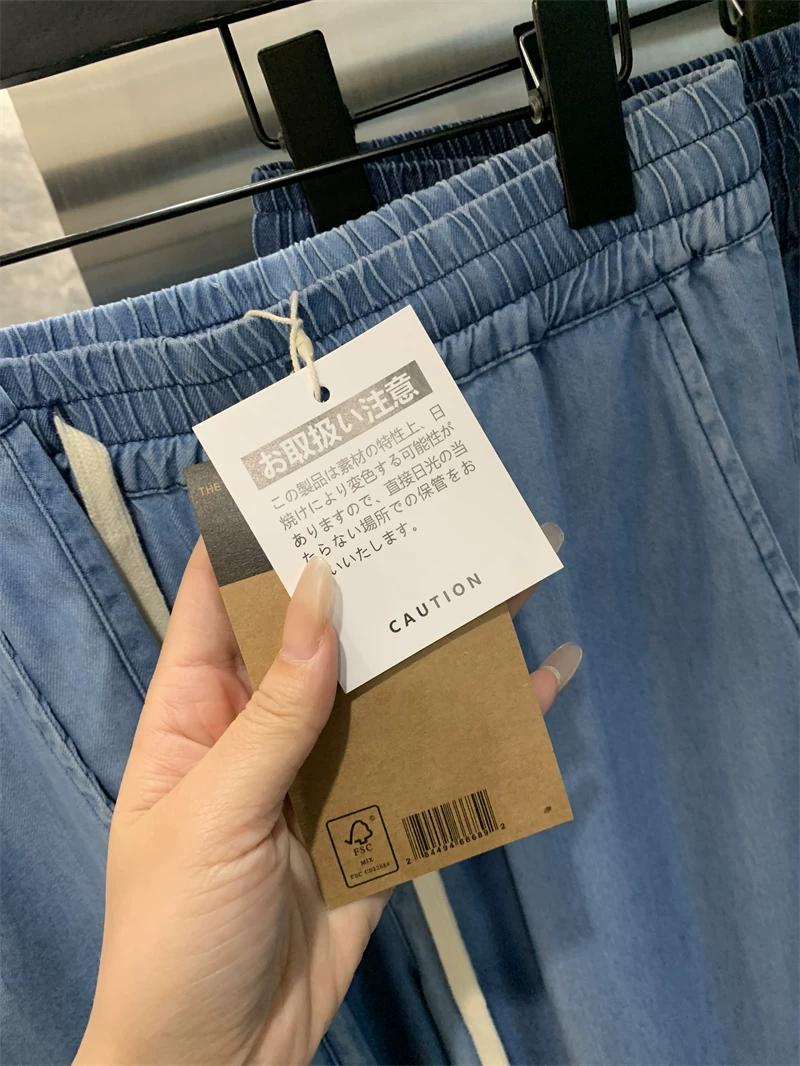 お取扱い注意
この製品は素材の特性上、日
焼けにより変色する可能性が
ありますので、直接日光の当
たらない場所での保管をお
いいたします。
CAUTION
THE
FSC
MIX